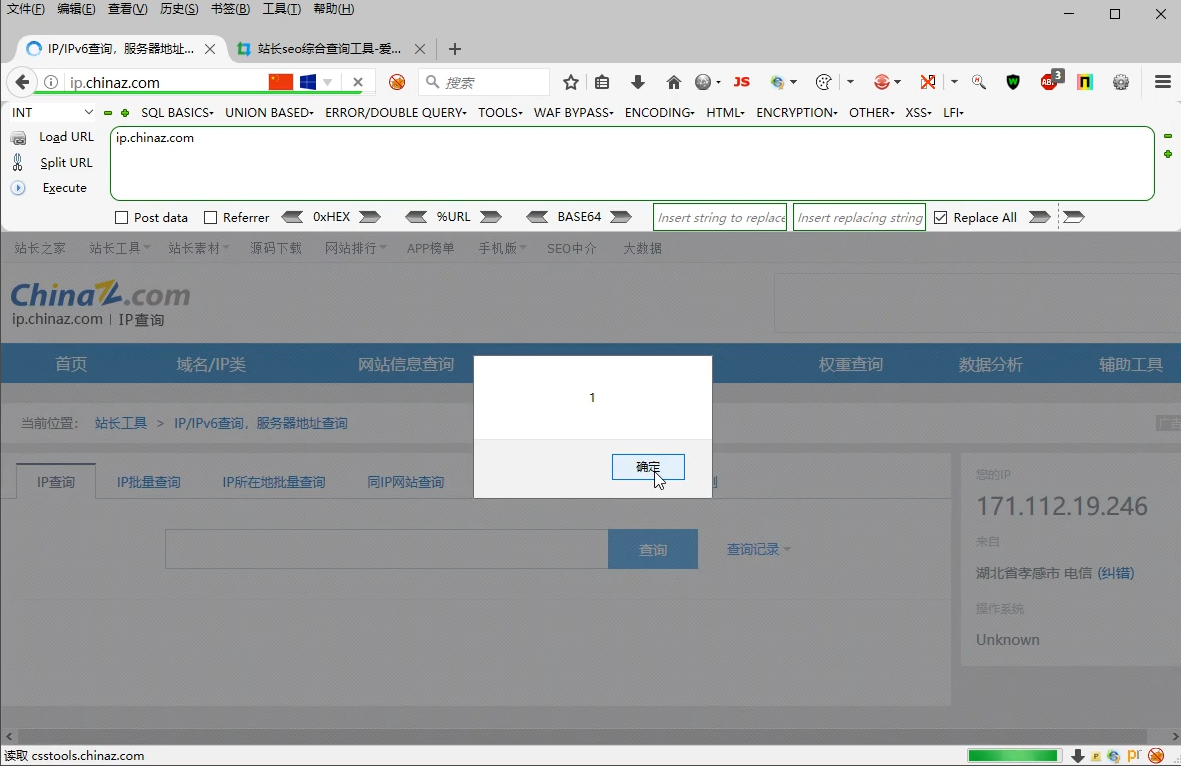 文件(F) 编辑(E) 查看(V) 历史(S) 书签(B) 工具(T) 帮助(H)
IP/IPv6查询，服务器地址... 站长seo综合查询工具-爱...
ip.chinaz.com 搜索 JS ABP 3
INT SQL BASICS UNION BASED ERROR/DOUBLE QUERY TOOLS WAF BYPASS ENCODING HTML ENCRYPTION OTHER XSS LFI
Load URL ip.chinaz.com
Split URL
Execute
Post data Referrer 0xHEX %URL BASE64 Insert string to replace Insert replacing string Replace All
站长之家 站长工具 站长素材 源码下载 网站排行 APP榜单 手机版 SEO中介 大数据
ChinaZ.com
ip.chinaz.com | IP查询
首页 域名/IP类 网站信息查询 权重查询 数据分析 辅助工具
1
当前位置： 站长工具 > IP/IPv6查询，服务器地址查询 广告
确定
IP查询 IP批量查询 IP所在地批量查询 同IP网站查询
查询 查询记录
您的IP
171.112.19.246
来自
湖北省孝感市 电信 (纠错)
操作系统
Unknown
读取 csstools.chinaz.com pr